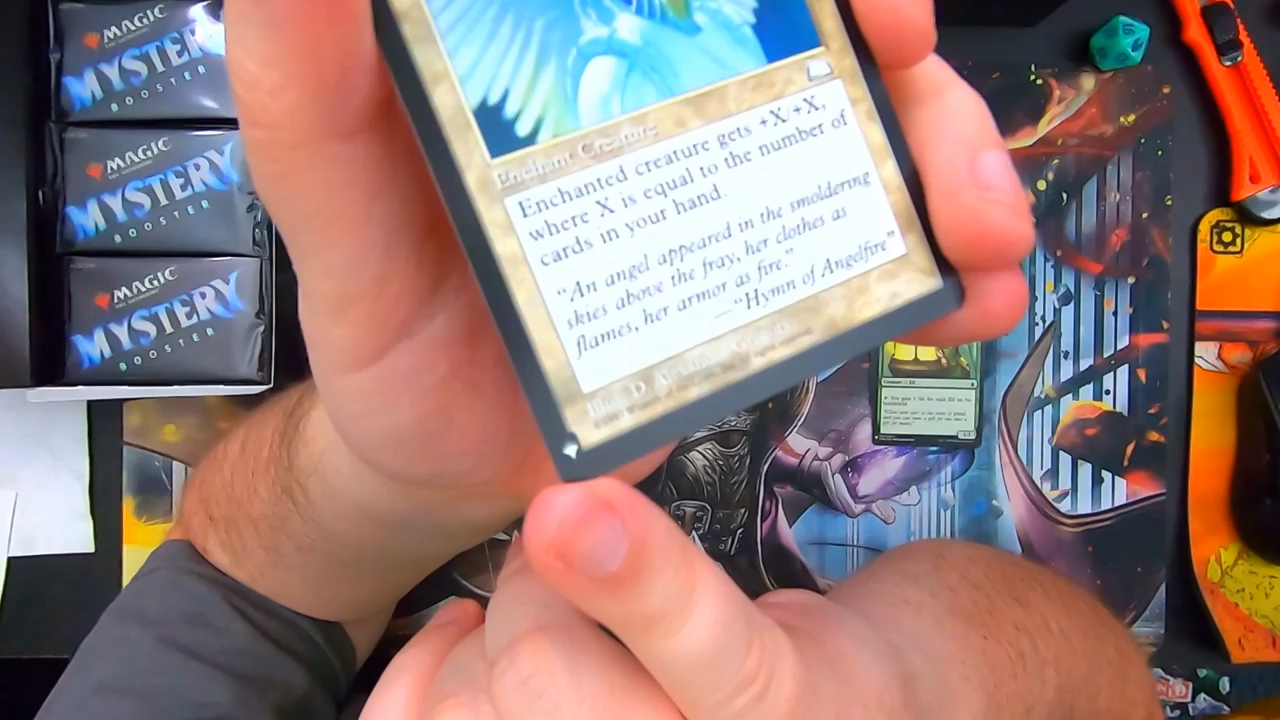 MAGIC
MYSTERY
BOOSTER
MAGIC
MYSTERY
BOOSTER
MAGIC
MYSTERY
BOOSTER
Enchant Creature
Enchanted creature gets +X/+X,
where X is equal to the number of
cards in your hand.
"An angel appeared in the smoldering
skies above the fray, her clothes as
flames, her armor as fire."
—"Hymn of Angelfire"
Illus. D.